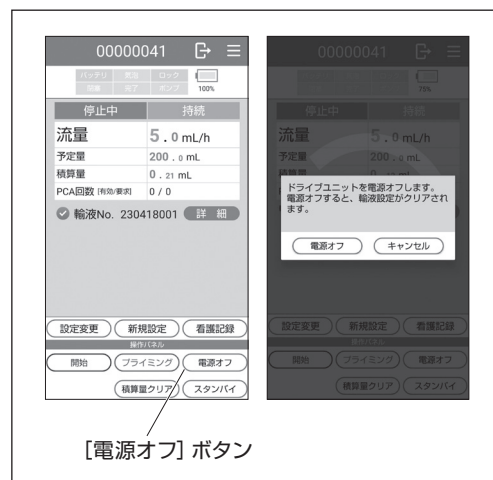 00000041
バッテリ 気泡 ロック
閉塞 完了 ポンプ 100%
停止中 持続
流量 5.0 mL/h
予定量 200.0 mL
積算量 0.21 mL
PCA回数 [有効/要求] 0 / 0
輸液No. 230418001 詳 細
設定変更 新規設定 看護記録
操作パネル
開始 プライミング 電源オフ
積算量クリア スタンバイ
00000041
75%
停止中 持続
流量 5.0 mL/h
予定量 200.0 mL
積算量
ドライブユニットを電源オフします。
電源オフすると、輸液設定がクリアされ
ます。
電源オフ キャンセル
設定変更 新規設定 看護記録
操作パネル
開始 プライミング 電源オフ
積算量クリア スタンバイ
[電源オフ] ボタン